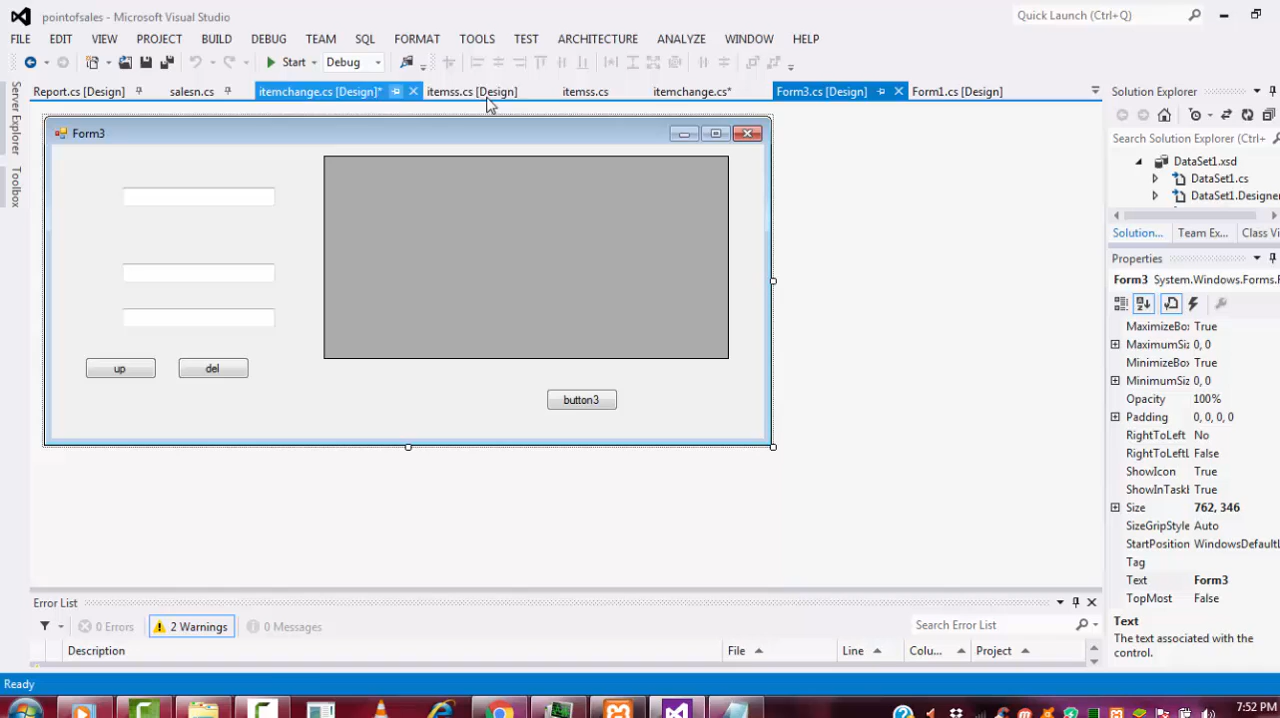 pointofsales - Microsoft Visual Studio
Quick Launch (Ctrl+Q)
FILE EDIT VIEW PROJECT BUILD DEBUG TEAM SQL FORMAT TOOLS TEST ARCHITECTURE ANALYZE WINDOW HELP
Start Debug
Report.cs [Design] salesn.cs itemchange.cs [Design]* itemss.cs [Design] itemss.cs itemchange.cs* Form3.cs [Design] Form1.cs [Design]
Server Explorer
Toolbox
Form3
up del
button3
Solution Explorer
Search Solution Explorer (Ctrl+
DataSet1.xsd
DataSet1.cs
DataSet1.Designer
Solution... Team Ex... Class Vi
Properties
Form3 System.Windows.Forms.F
MaximizeBo True
MaximumSiz 0, 0
MinimizeBo True
MinimumSiz 0, 0
Opacity 100%
Padding 0, 0, 0, 0
RightToLeft No
RightToLeftL False
ShowIcon True
ShowInTaskl True
Size 762, 346
SizeGripStyle Auto
StartPosition WindowsDefaultL
Tag
Text Form3
TopMost False
Text
The text associated with the
control.
Error List
0 Errors 2 Warnings 0 Messages
Search Error List
Description File Line Colu... Project
Ready
7:52 PM